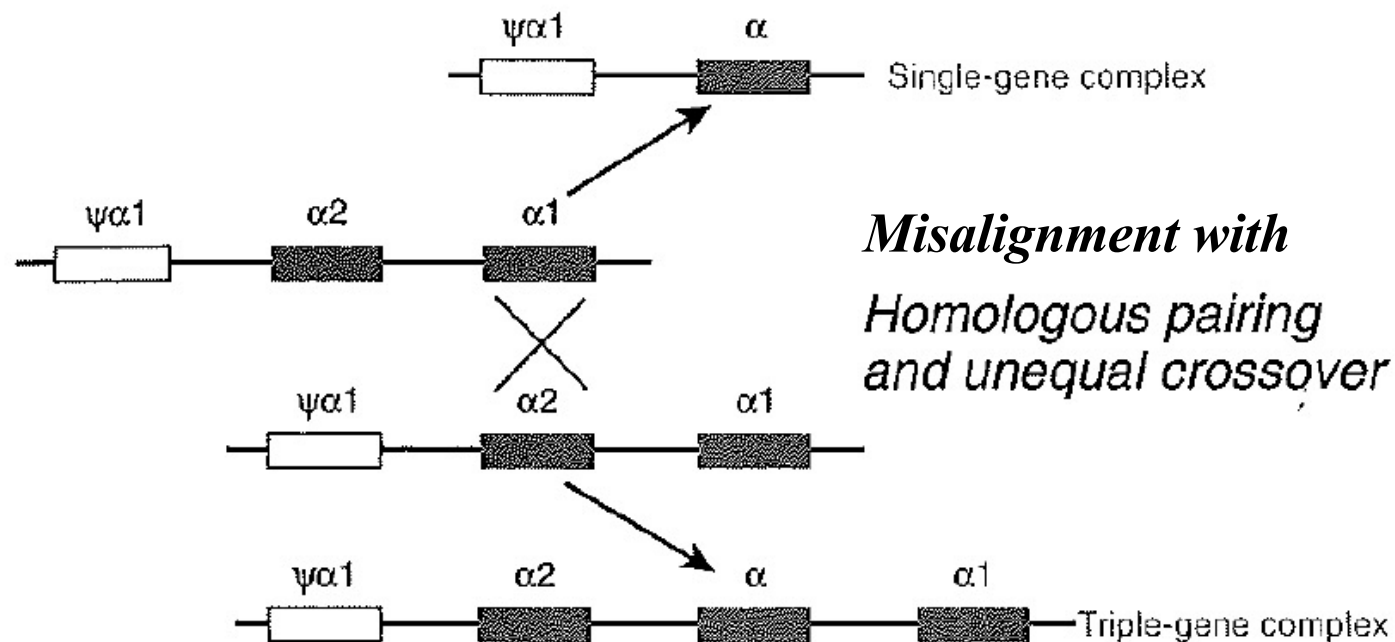 ψα1 α
Single-gene complex
ψα1 α2 α1
Misalignment with
Homologous pairing
and unequal crossover
ψα1 α2 α1
ψα1 α2 α α1
Triple-gene complex